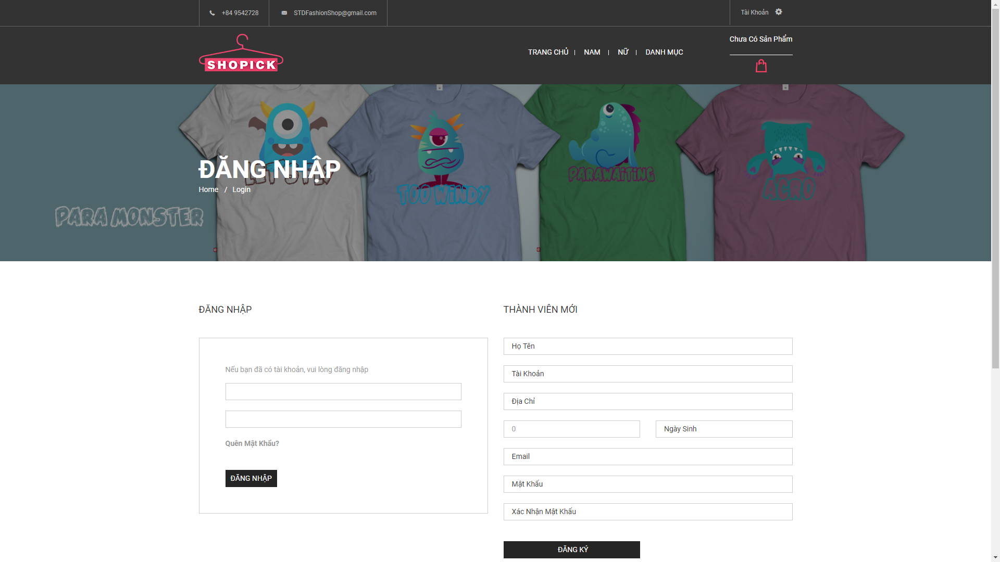 +84 9542728
STDFashionShop@gmail.com
Tài Khoản
SHOPICK
TRANG CHỦ
NAM
NỮ
DANH MỤC
Chưa Có Sản Phẩm
ĐĂNG NHẬP
Home / Login
PARA MONSTER
TOO WINDY
PARAWAITING
ACRO
ĐĂNG NHẬP
Nếu bạn đã có tài khoản, vui lòng đăng nhập
Quên Mật Khẩu?
ĐĂNG NHẬP
THÀNH VIÊN MỚI
Họ Tên
Tài Khoản
Địa Chỉ
0
Ngày Sinh
Email
Mật Khẩu
Xác Nhận Mật Khẩu
ĐĂNG KÝ